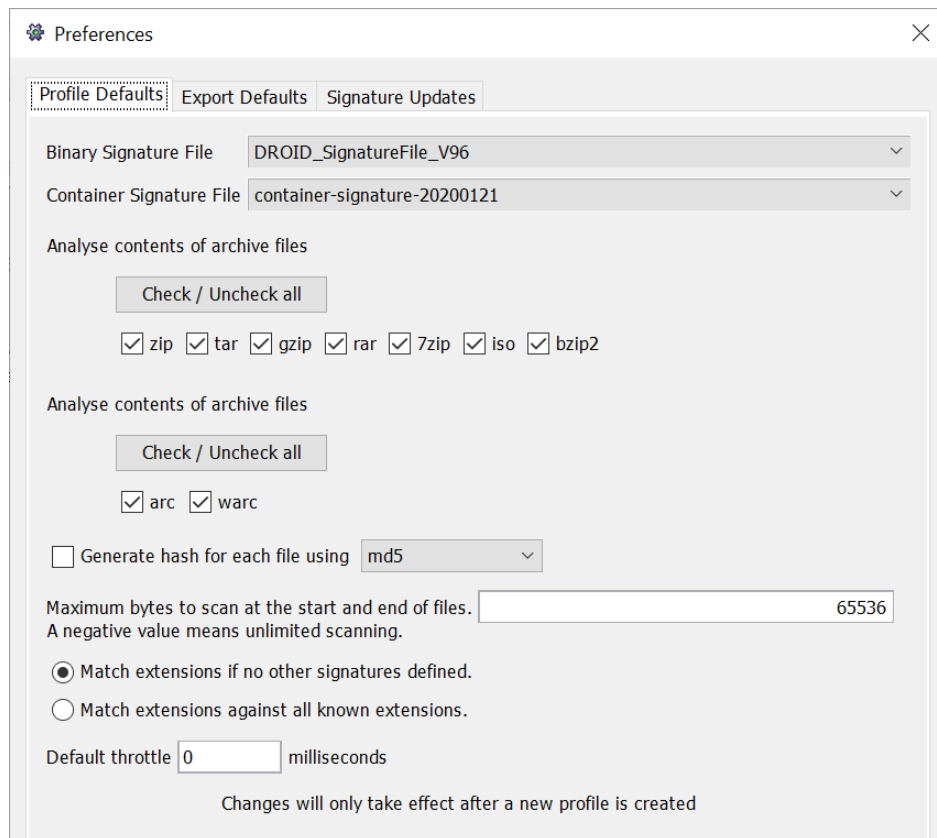 Preferences
Profile Defaults Export Defaults Signature Updates
Binary Signature File DROID_SignatureFile_V96
Container Signature File container-signature-20200121
Analyse contents of archive files
Check / Uncheck all
zip tar gzip rar 7zip iso bzip2
Analyse contents of archive files
Check / Uncheck all
arc warc
Generate hash for each file using md5
Maximum bytes to scan at the start and end of files. 65536
A negative value means unlimited scanning.
Match extensions if no other signatures defined.
Match extensions against all known extensions.
Default throttle 0 milliseconds
Changes will only take effect after a new profile is created